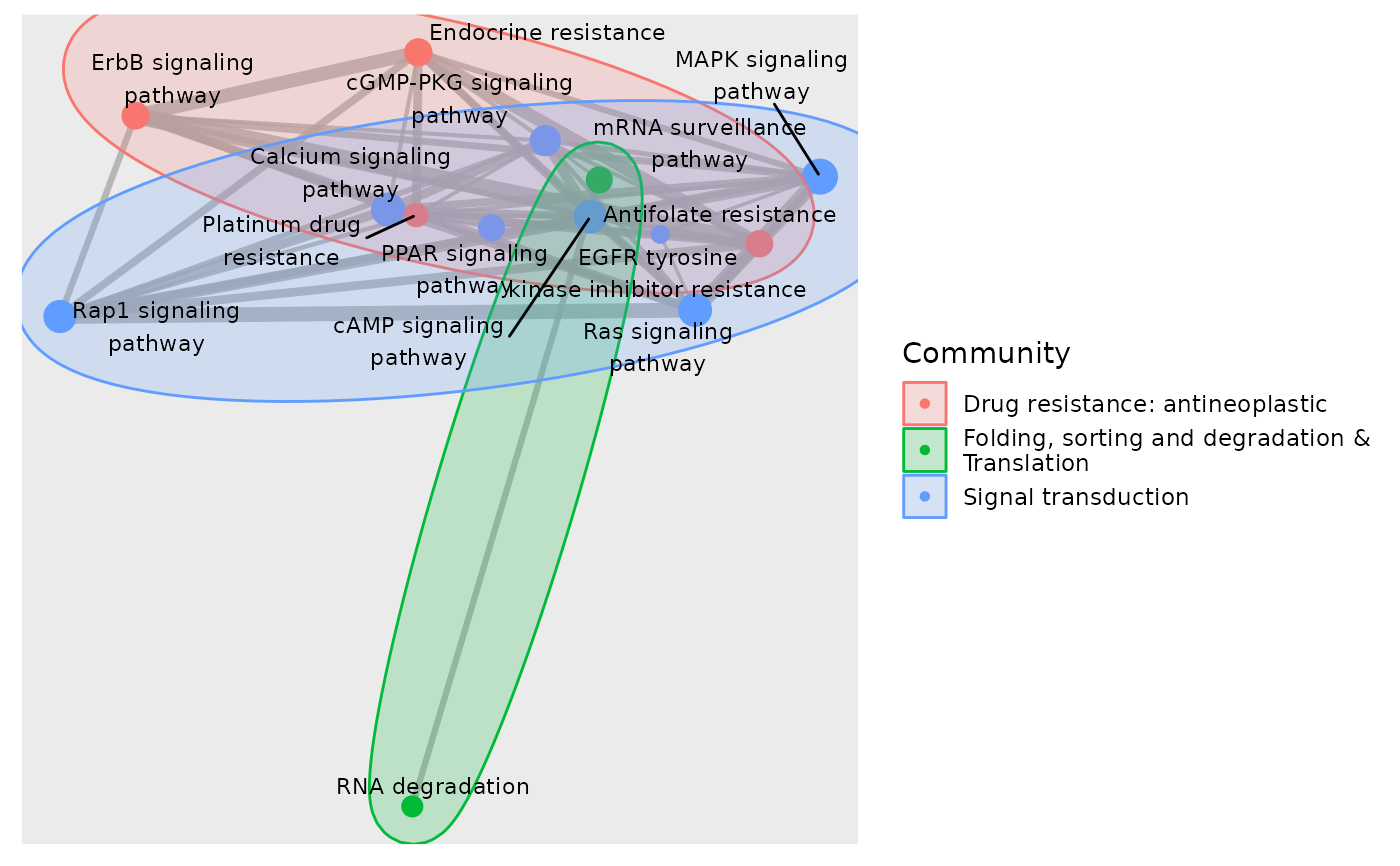 Endocrine resistance
ErbB signaling
pathway
MAPK signaling
pathway
cGMP-PKG signaling
pathway
mRNA surveillance
pathway
Calcium signaling
pathway
Platinum drug
resistance
Antifolate resistance
PPAR signaling
pathway
EGFR tyrosine
kinase inhibitor resistance
Rap1 signaling
pathway
cAMP signaling
pathway
Ras signaling
pathway
RNA degradation
Community
Drug resistance: antineoplastic
Folding, sorting and degradation &
Translation
Signal transduction